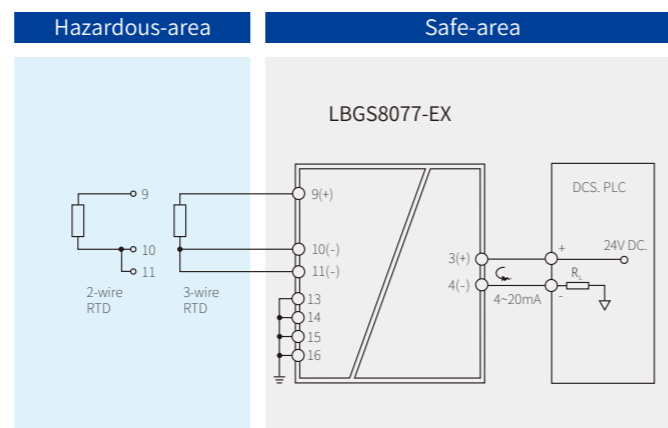 Hazardous-area
Safe-area
LBGS8077-EX
DCS. PLC
9
9(+)
10
10(-)
11
11(-)
2-wire
RTD
3-wire
RTD
13
14
15
16
3(+)
4(-)
4~20mA
+
24V DC.
RL
-